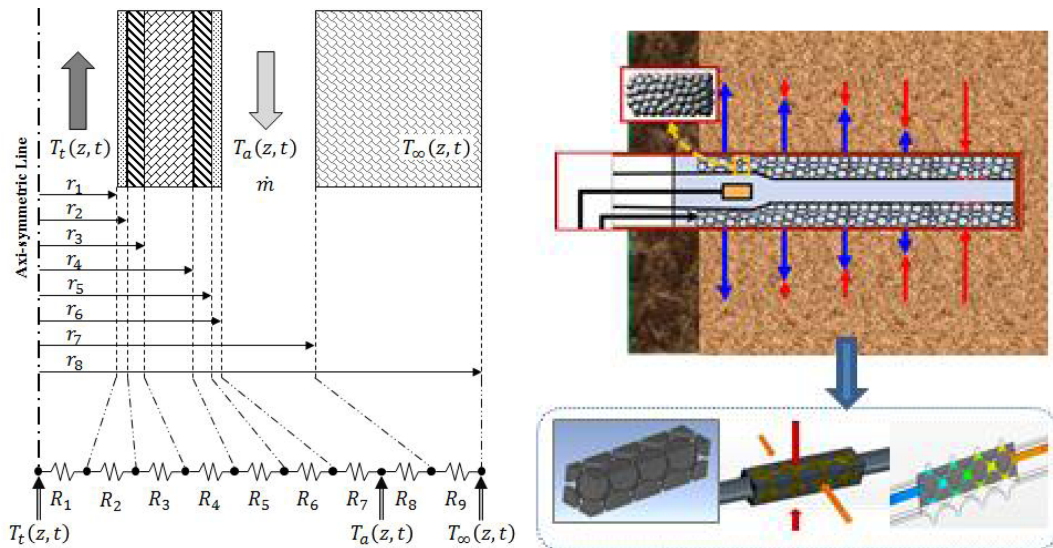 Axi-symmetric Line
T_t(z, t)
T_a(z, t)
T_∞(z, t)
ṁ
r_1
r_2
r_3
r_4
r_5
r_6
r_7
r_8
R_1 R_2 R_3 R_4 R_5 R_6 R_7 R_8 R_9
T_t(z, t) T_a(z, t) T_∞(z, t)